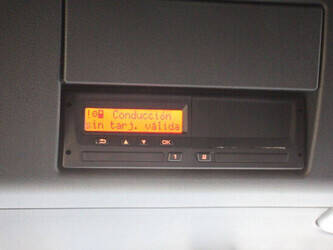 ! Conducción
sin tarj. válida
OK
1 2